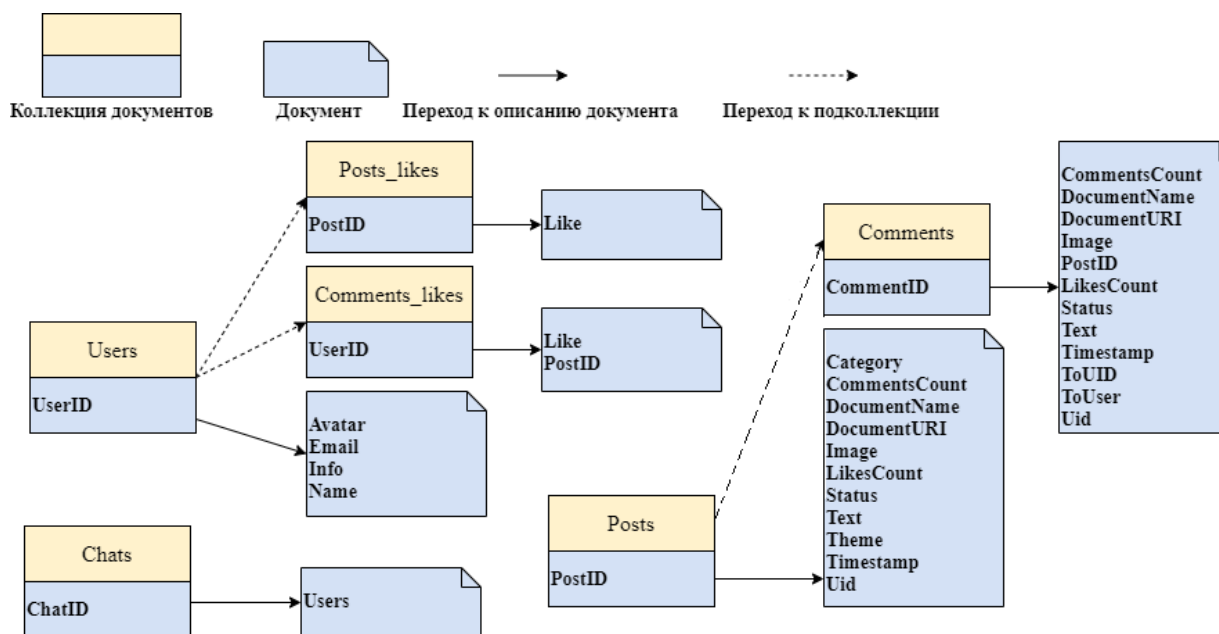 Коллекция документов
Документ
Переход к описанию документа
Переход к подколлекции
Posts_likes
PostID
Like
Comments_likes
UserID
Like
PostID
Users
UserID
Avatar
Email
Info
Name
Chats
ChatID
Users
Comments
CommentID
CommentsCount
DocumentName
DocumentURI
Image
PostID
LikesCount
Status
Text
Timestamp
ToUID
ToUser
Uid
Posts
PostID
Category
CommentsCount
DocumentName
DocumentURI
Image
LikesCount
Status
Text
Theme
Timestamp
Uid